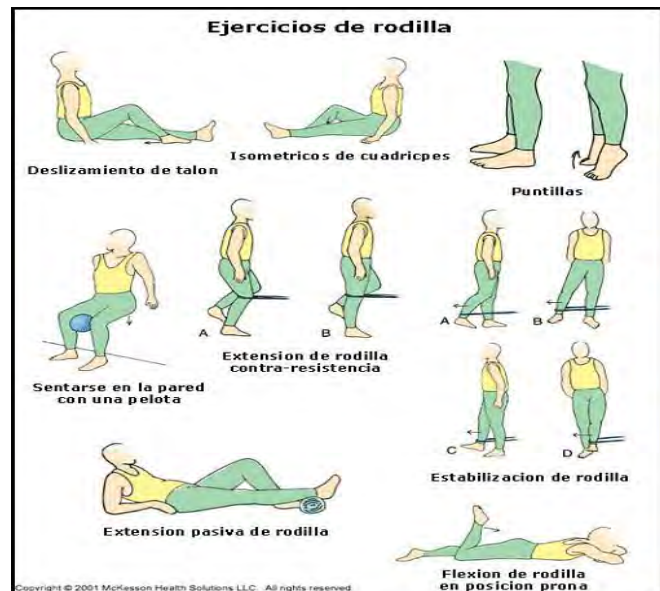 Ejercicios de rodilla
Deslizamiento de talon
Isometricos de cuadricpes
Puntillas
Sentarse en la pared
con una pelota
A
B
Extension de rodilla
contra-resistencia
A
B
C
D
Estabilizacion de rodilla
Extension pasiva de rodilla
Flexion de rodilla
en posicion prona
Copyright © 2001 McKesson Health Solutions LLC. All rights reserved